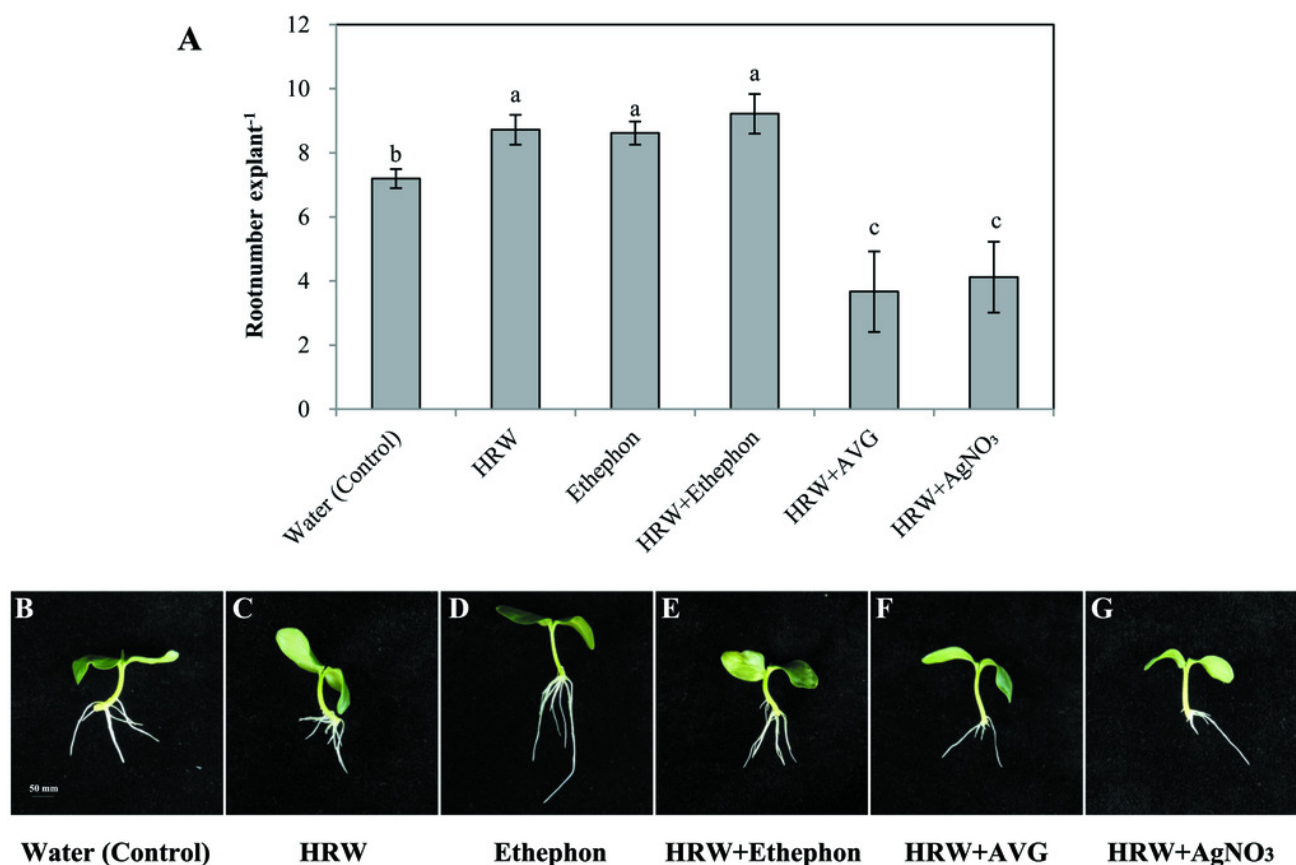 A
12
10
8
6
4
2
0
Rootnumber explant⁻¹
b
a
a
a
c
c
Water (Control)
HRW
Ethephon
HRW+Ethephon
HRW+AVG
HRW+AgNO₃
B
C
D
E
F
G
50 mm
Water (Control)
HRW
Ethephon
HRW+Ethephon
HRW+AVG
HRW+AgNO₃